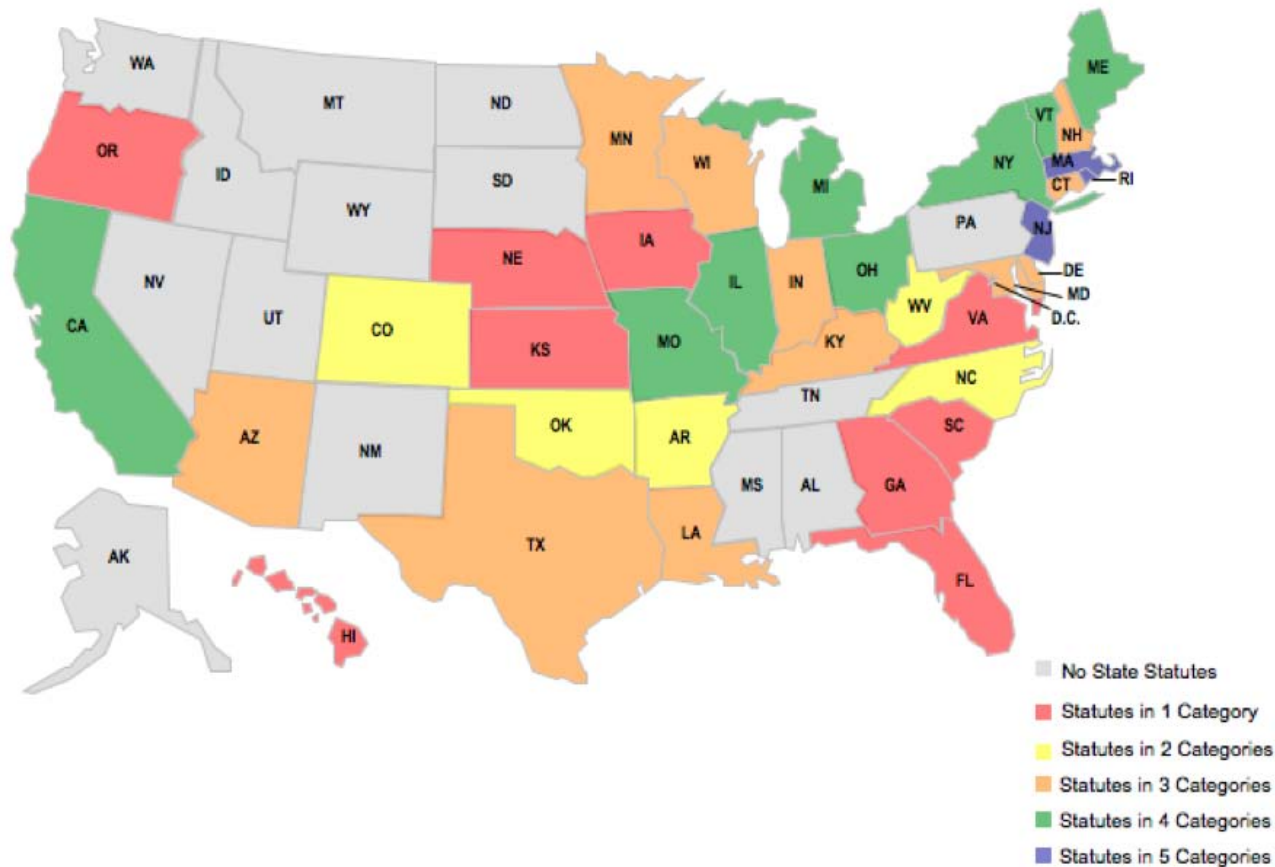 WA
MT
ND
MN
ME
VT
NH
OR
ID
SD
WI
NY
MA
RI
MI
CT
WY
PA
NJ
NE
IA
NV
OH
DE
UT
IL
IN
MD
WV
D.C.
CA
CO
KS
MO
KY
VA
NC
TN
AZ
NM
OK
AR
SC
MS
AL
GA
TX
LA
AK
FL
HI
No State Statutes
Statutes in 1 Category
Statutes in 2 Categories
Statutes in 3 Categories
Statutes in 4 Categories
Statutes in 5 Categories